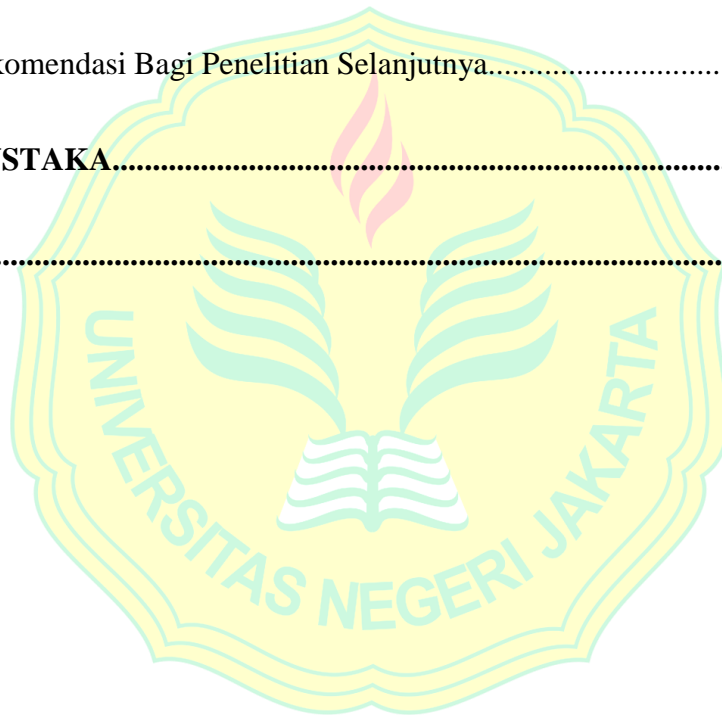 komendasi Bagi Penelitian Selanjutnya..............................
STAKA...........................................................................
.........................................................................................
UNIVERSITAS NEGERI JAKARTA